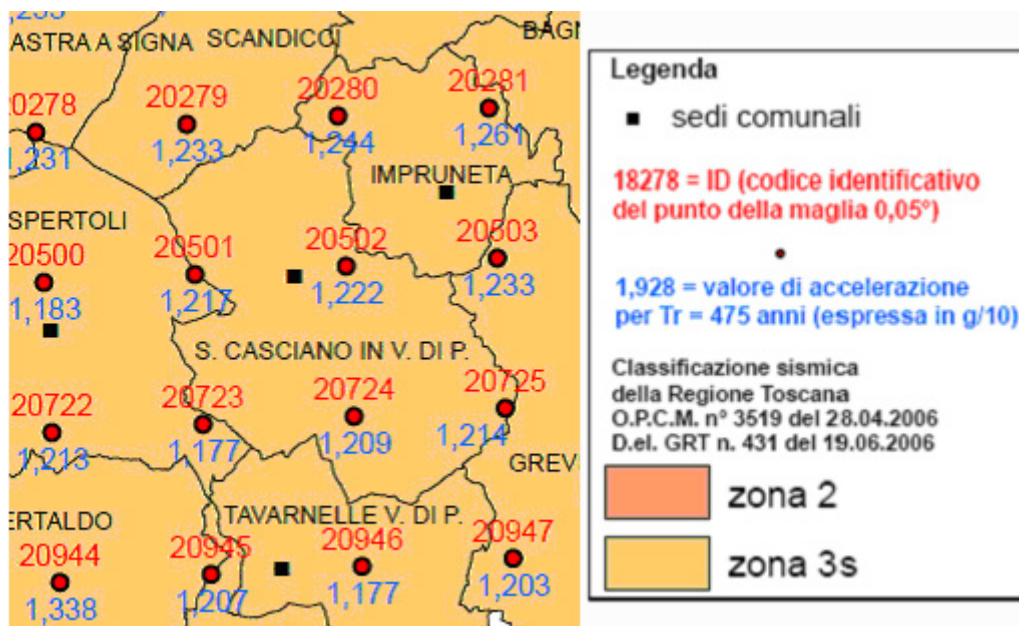 1,235
ASTRA A SIGNA
SCANDICCI
BAGN
20278
20279
20280
20281
1,231
1,233
1,244
1,261
IMPRUNETA
SPERTOLI
20500
20501
20502
20503
1,183
1,217
1,222
1,233
S. CASCIANO IN V. DI P.
20722
20723
20724
20725
1,213
1,177
1,209
1,214
GREV
ERTALDO
TAVARNELLE V. DI P.
20944
20945
20946
20947
1,338
1,207
1,177
1,203
Legenda
sedi comunali
18278 = ID (codice identificativo
del punto della maglia 0,05°)
1,928 = valore di accelerazione
per Tr = 475 anni (espressa in g/10)
Classificazione sismica
della Regione Toscana
O.P.C.M. n° 3519 del 28.04.2006
D.el. GRT n. 431 del 19.06.2006
zona 2
zona 3s